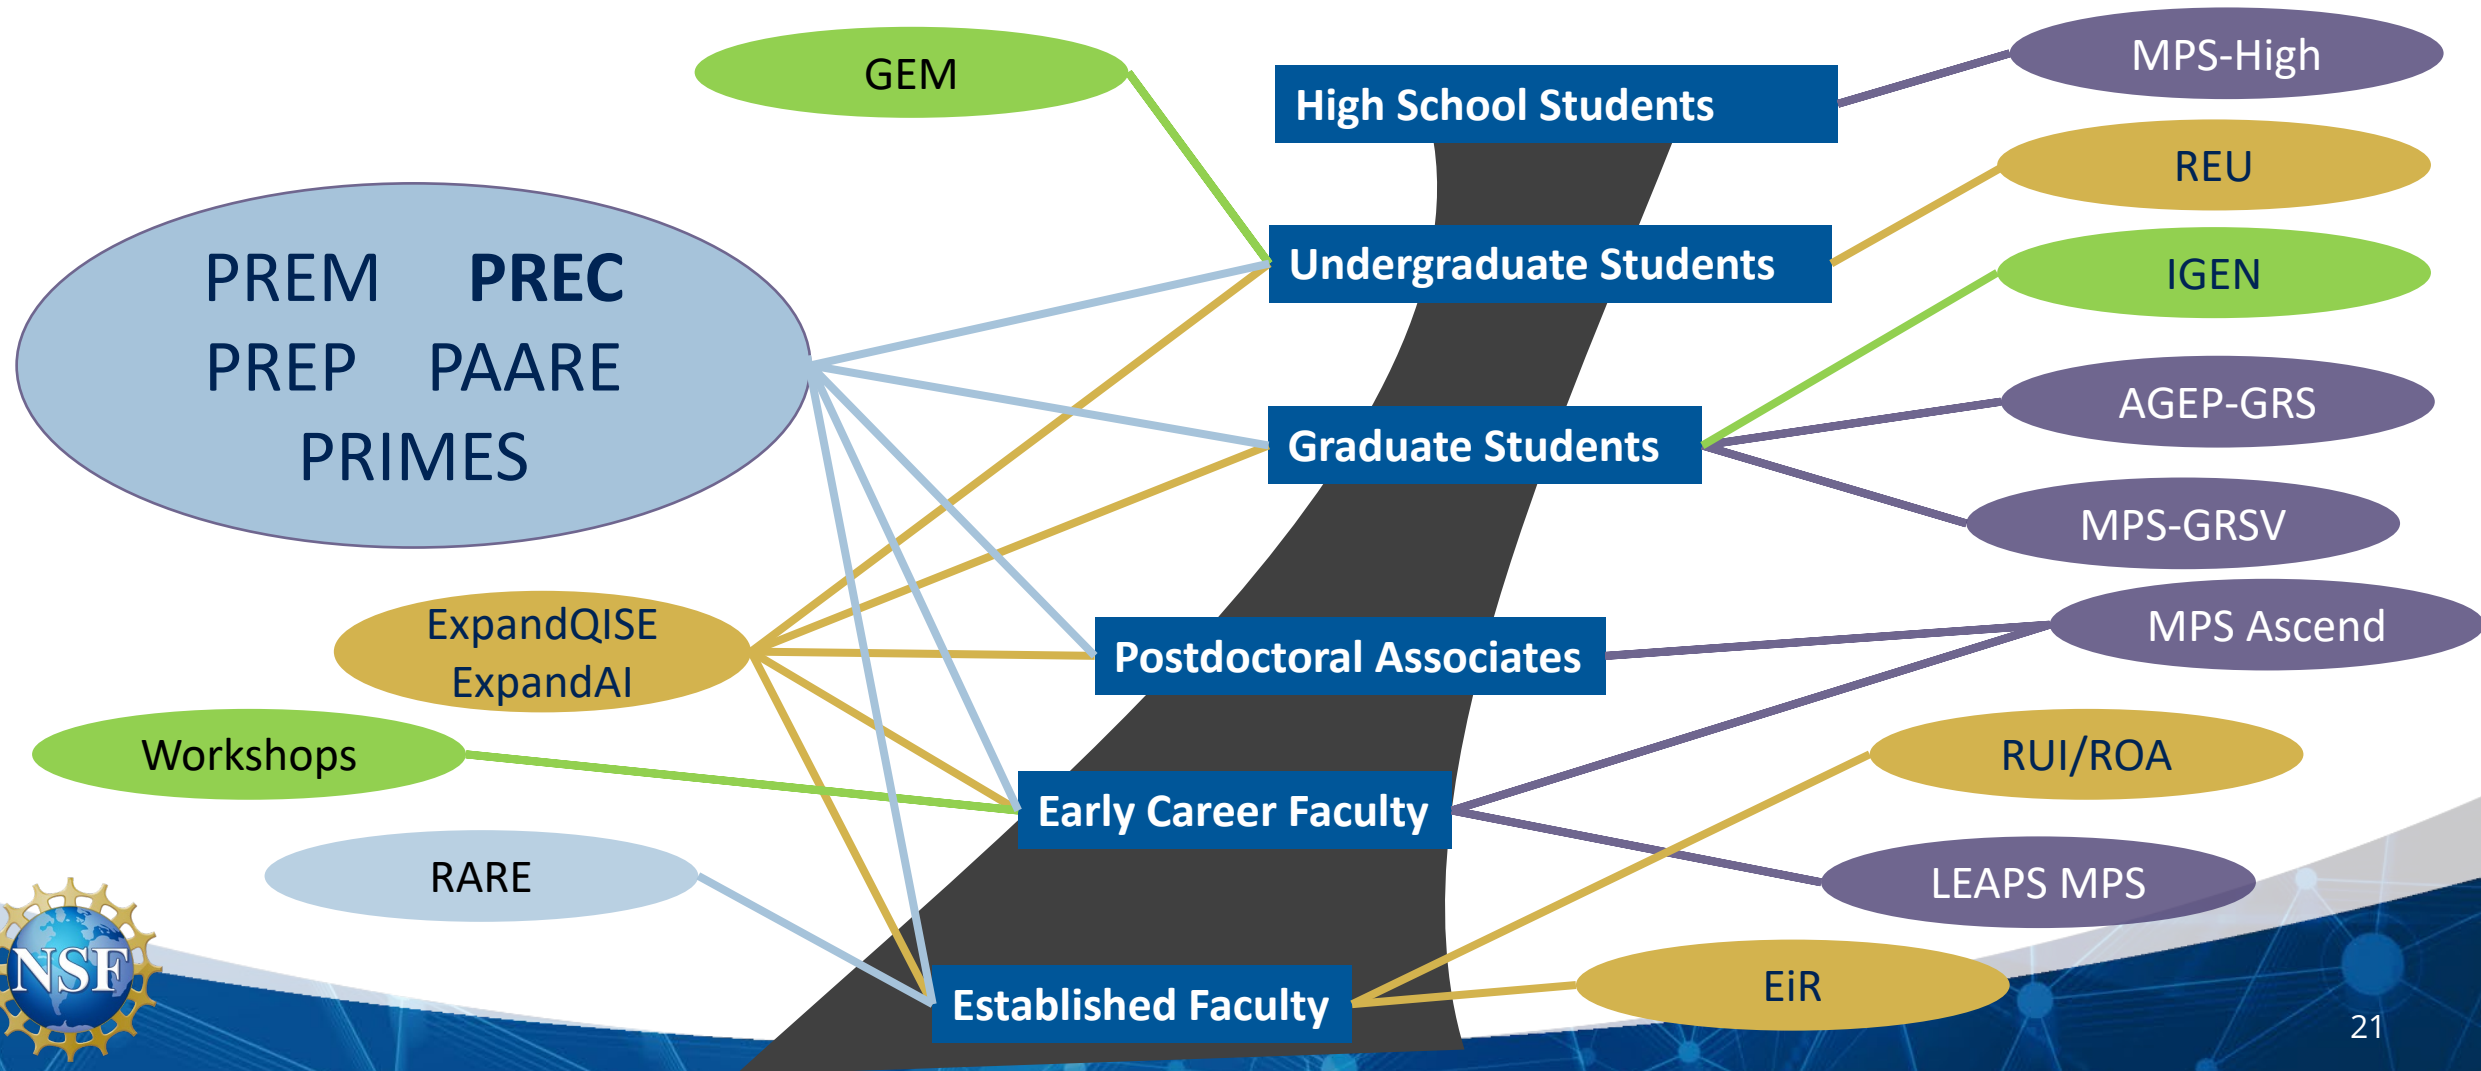 GEM
PREM PREC
PREP PAARE
PRIMES
ExpandQISE
ExpandAI
Workshops
RARE
NSF
High School Students
Undergraduate Students
Graduate Students
Postdoctoral Associates
Early Career Faculty
Established Faculty
MPS-High
REU
IGEN
AGEP-GRS
MPS-GRSV
MPS Ascend
RUI/ROA
LEAPS MPS
EiR
21